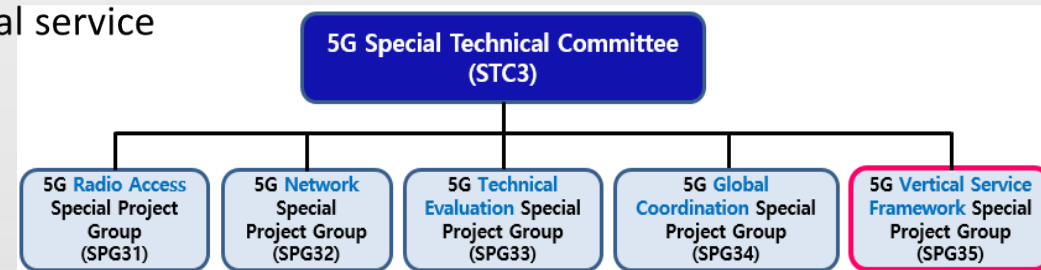 al service
5G Special Technical Committee
(STC3)
5G Radio Access
Special Project
Group
(SPG31)
5G Network
Special
Project Group
(SPG32)
5G Technical
Evaluation Special
Project Group
(SPG33)
5G Global
Coordination Special
Project Group
(SPG34)
5G Vertical Service
Framework Special
Project Group
(SPG35)